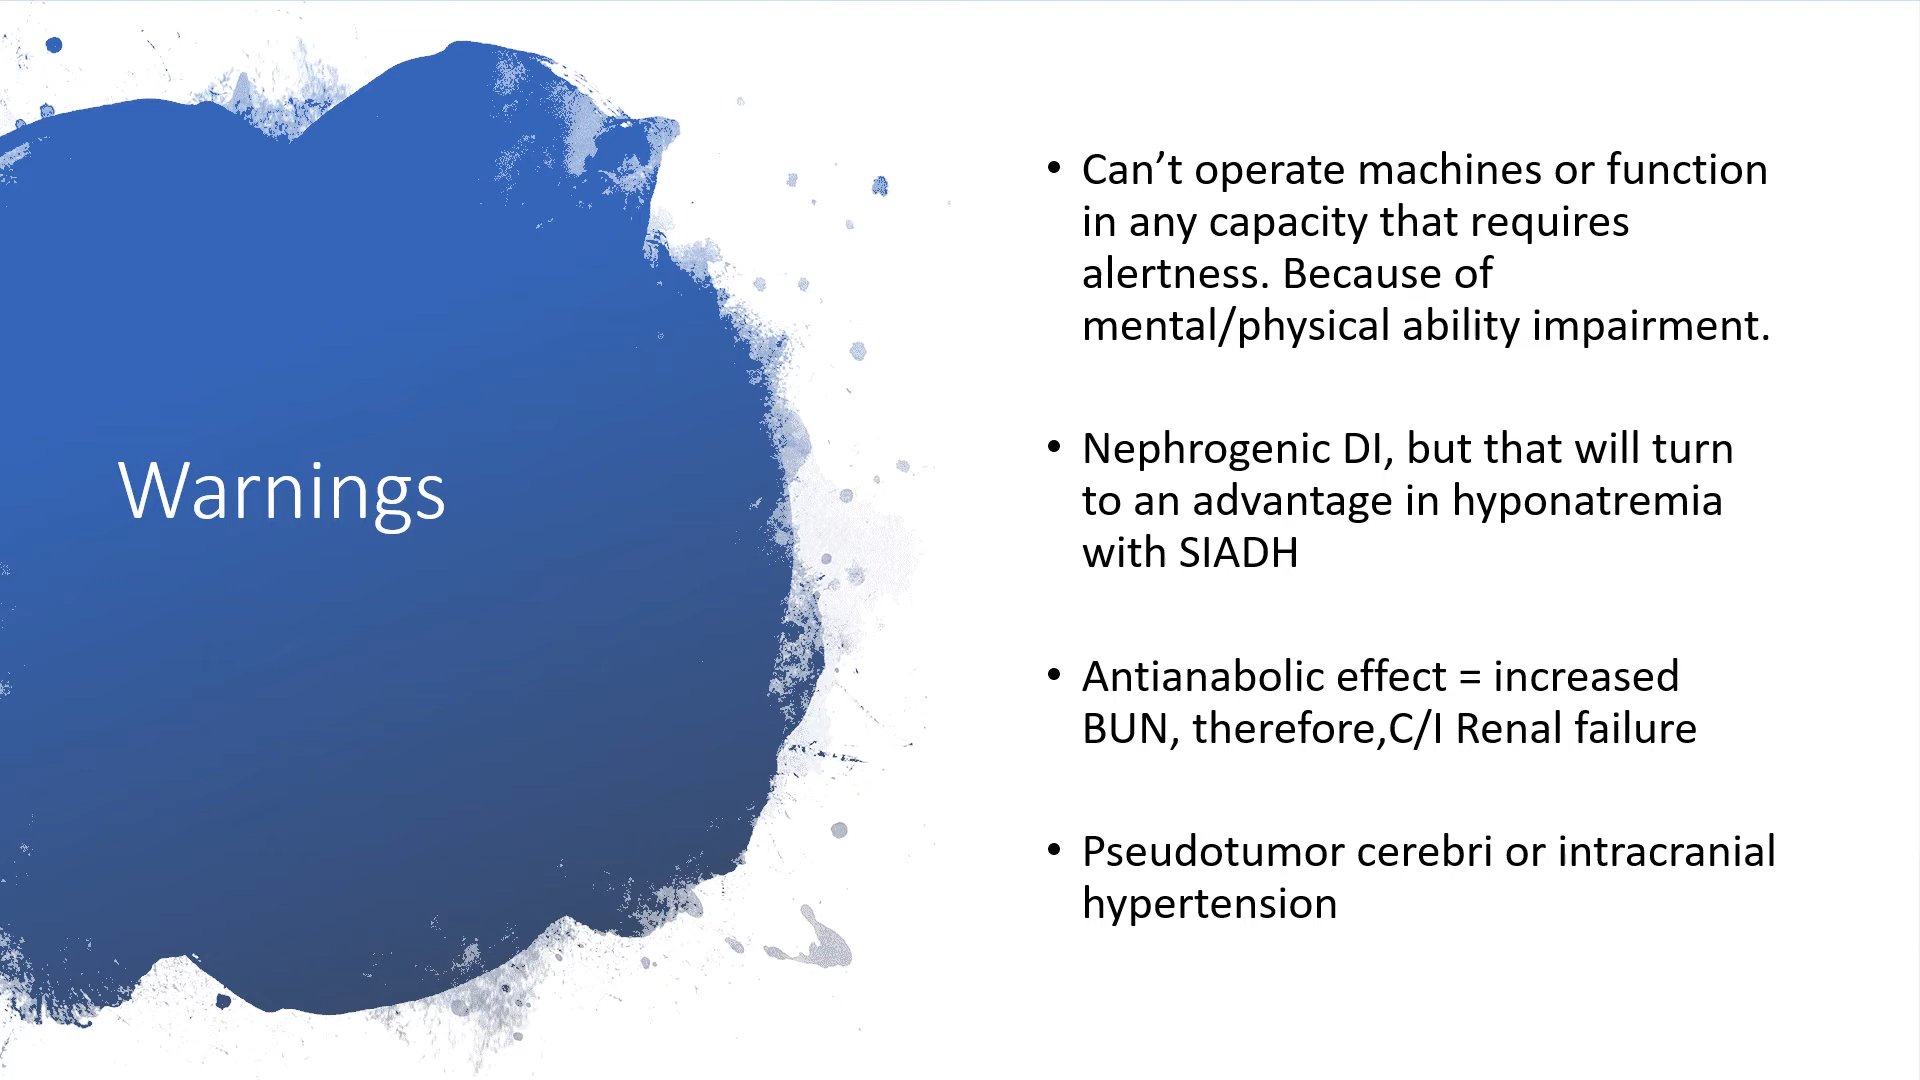 Warnings
• Can’t operate machines or function
in any capacity that requires
alertness. Because of
mental/physical ability impairment.
• Nephrogenic DI, but that will turn
to an advantage in hyponatremia
with SIADH
• Antianabolic effect = increased
BUN, therefore,C/I Renal failure
• Pseudotumor cerebri or intracranial
hypertension